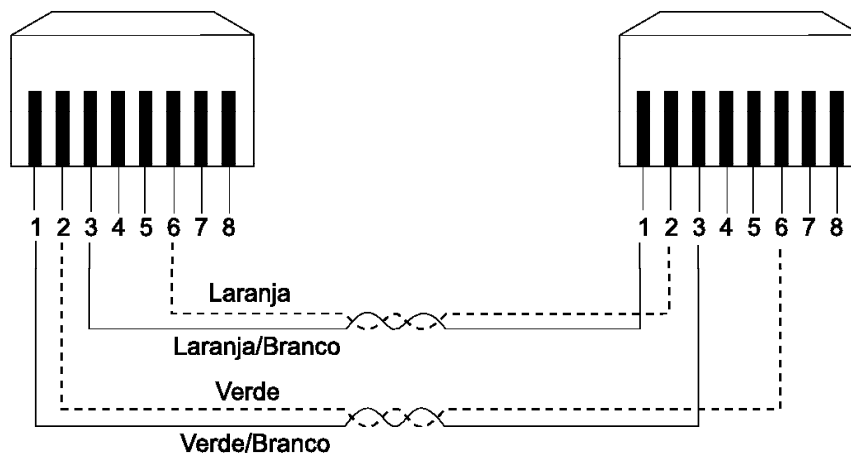 1 2 3 4 5 6 7 8 1 2 3 4 5 6 7 8
Laranja
Laranja/Branco
Verde
Verde/Branco